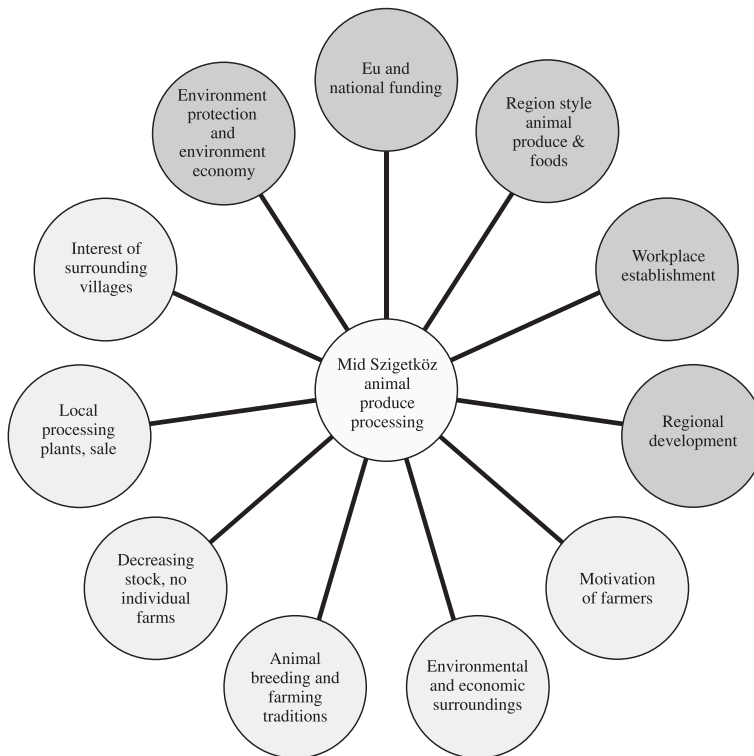 Eu and
national funding
Environment
protection
and
environment
economy
Region style
animal
produce &
foods
Interest of
surrounding
villages
Workplace
establishment
Mid Szigetköz
animal
produce
processing
Local
processing
plants, sale
Regional
development
Decreasing
stock, no
individual
farms
Motivation
of farmers
Animal
breeding and
farming
traditions
Environmental
and economic
surroundings